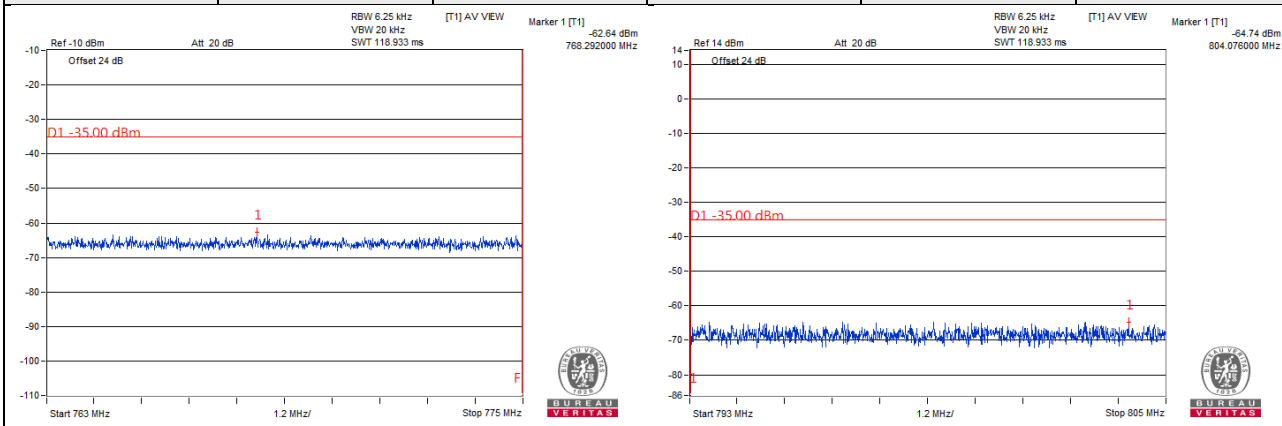 RBW 6.25 kHz [T1] AV VIEW
VBW 20 kHz
Ref -10 dBm Att 20 dB SWT 118.933 ms
Marker 1 [T1]
-62.64 dBm
768.292000 MHz
-10
Offset 24 dB
-20
-30
D1 -35.00 dBm
-40
-50
1
-60
-70
-80
-90
-100
F
-110
Start 763 MHz 1.2 MHz/ Stop 775 MHz
BUREAU VERITAS
1828
BUREAU
VERITAS
RBW 6.25 kHz [T1] AV VIEW
VBW 20 kHz
Ref 14 dBm Att 20 dB SWT 118.933 ms
Marker 1 [T1]
-64.74 dBm
804.076000 MHz
14
10
Offset 24 dB
0
-10
-20
-30
D1 -35.00 dBm
-40
-50
-60
1
-70
-80
1
-86
Start 793 MHz 1.2 MHz/ Stop 805 MHz
BUREAU VERITAS
1828
BUREAU
VERITAS